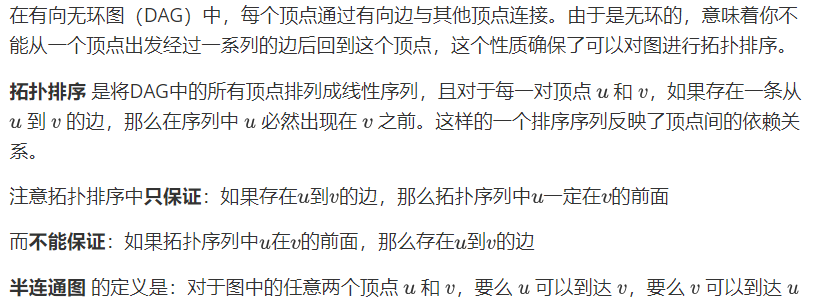 在有向无环图（DAG）中，每个顶点通过有向边与其他顶点连接。由于是无环的，意味着你不
能从一个顶点出发经过一系列的边后回到这个顶点，这个性质确保了可以对图进行拓扑排序。
拓扑排序 是将DAG中的所有顶点排列成线性序列，且对于每一对顶点 u 和 v，如果存在一条从
u 到 v 的边，那么在序列中 u 必然出现在 v 之前。这样的一个排序序列反映了顶点间的依赖关
系。
注意拓扑排序中只保证：如果存在u到v的边，那么拓扑序列中u一定在v的前面
而不能保证：如果拓扑序列中u在v的前面，那么存在u到v的边
半连通图 的定义是：对于图中的任意两个顶点 u 和 v，要么 u 可以到达 v，要么 v 可以到达 u